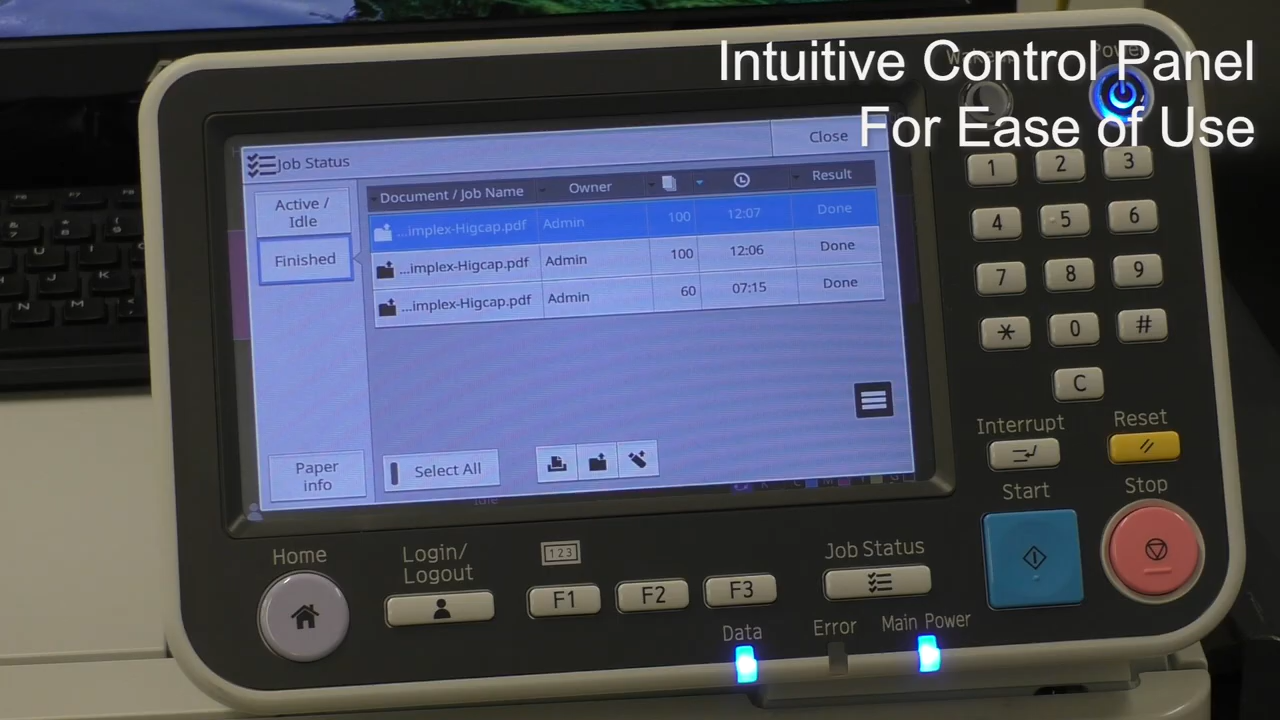 Intuitive Control Panel
For Ease of Use
Wakeup
Power
Job Status
Close
Active /
Idle
Finished
Document / Job Name Owner Result
...implex-Higcap.pdf Admin 100 12:07 Done
...implex-Higcap.pdf Admin 100 12:06 Done
...implex-Higcap.pdf Admin 60 07:15 Done
Paper
info
Select All
Idle
1 2 3
4 5 6
7 8 9
* 0 #
C
Interrupt
Reset
Start
Stop
Home
Login/
Logout
123
F1 F2 F3
Job Status
Data
Error
Main Power